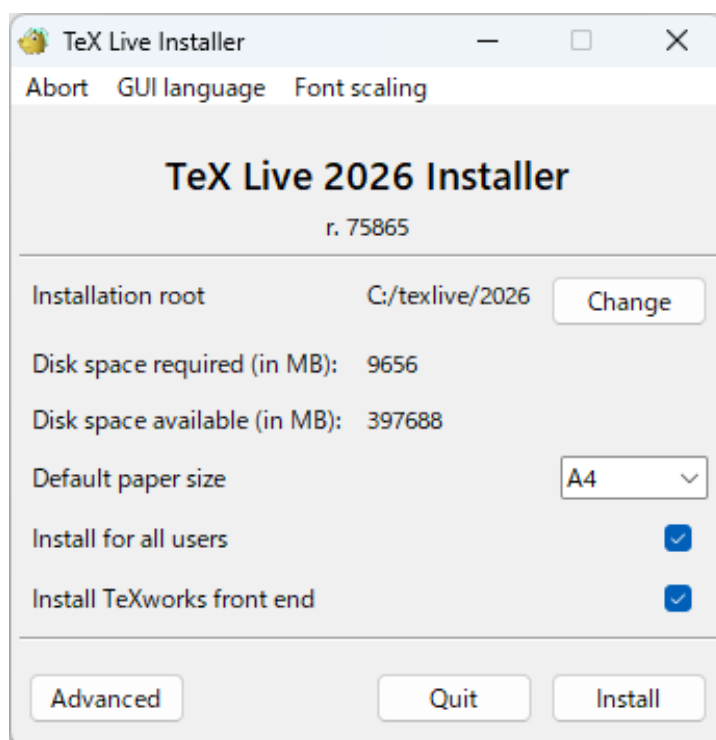 TeX Live Installer
Abort GUI language Font scaling
TeX Live 2026 Installer
r. 75865
Installation root C:/texlive/2026 Change
Disk space required (in MB): 9656
Disk space available (in MB): 397688
Default paper size A4
Install for all users
Install TeXworks front end
Advanced Quit Install